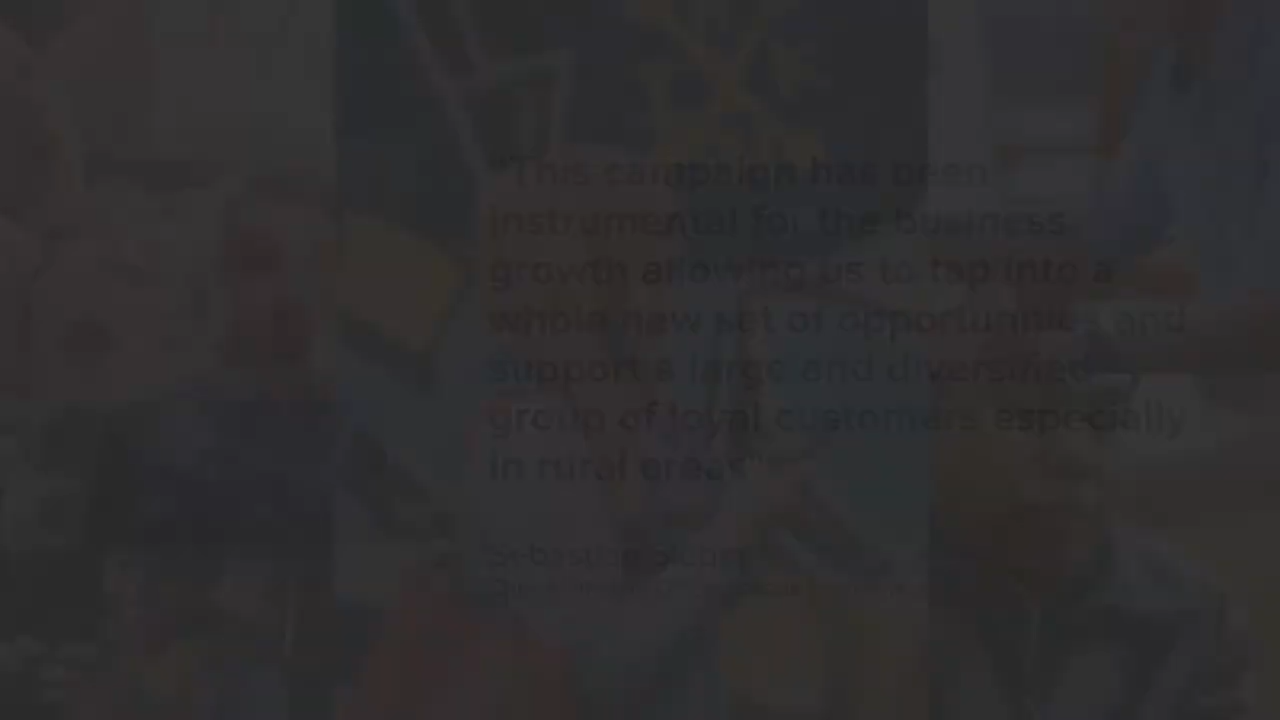 "This campaign has been
instrumental for the business
growth allowing us to tap into a
whole new set of opportunities and
support a large and diversified
group of loyal customers especially
in rural areas"